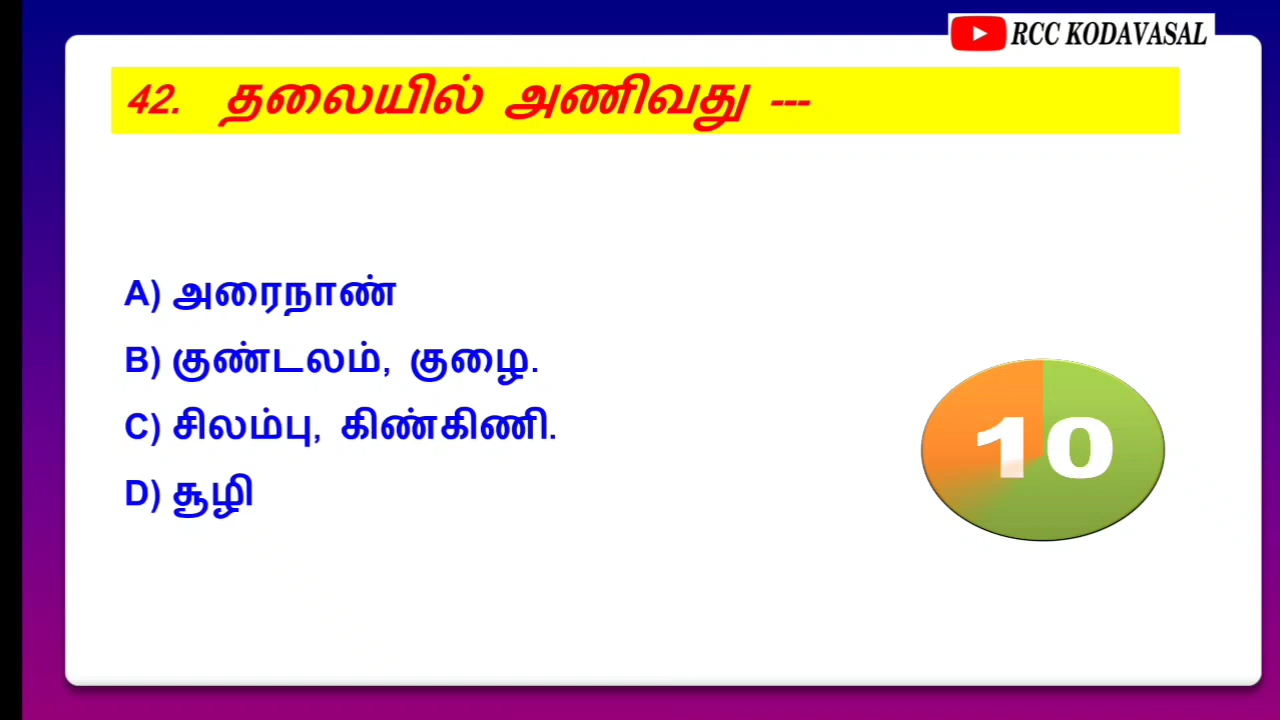 RCC KODAVASAL
42. தலையில் அணிவது ---
A) அரைநாண்
B) குண்டலம், குழை.
C) சிலம்பு, கிண்கிணி.
D) சூழி
10